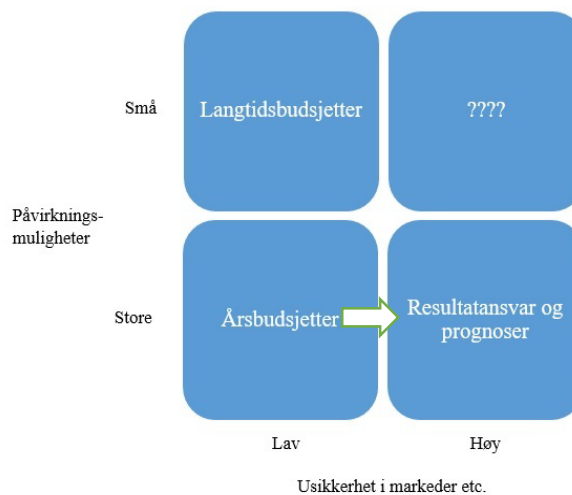 Små
Langtidsbudsjetter
????
Påvirknings-
muligheter
Store
Årsbudsjetter
Resultatansvar og
prognoser
Lav
Høy
Usikkerhet i markeder etc.